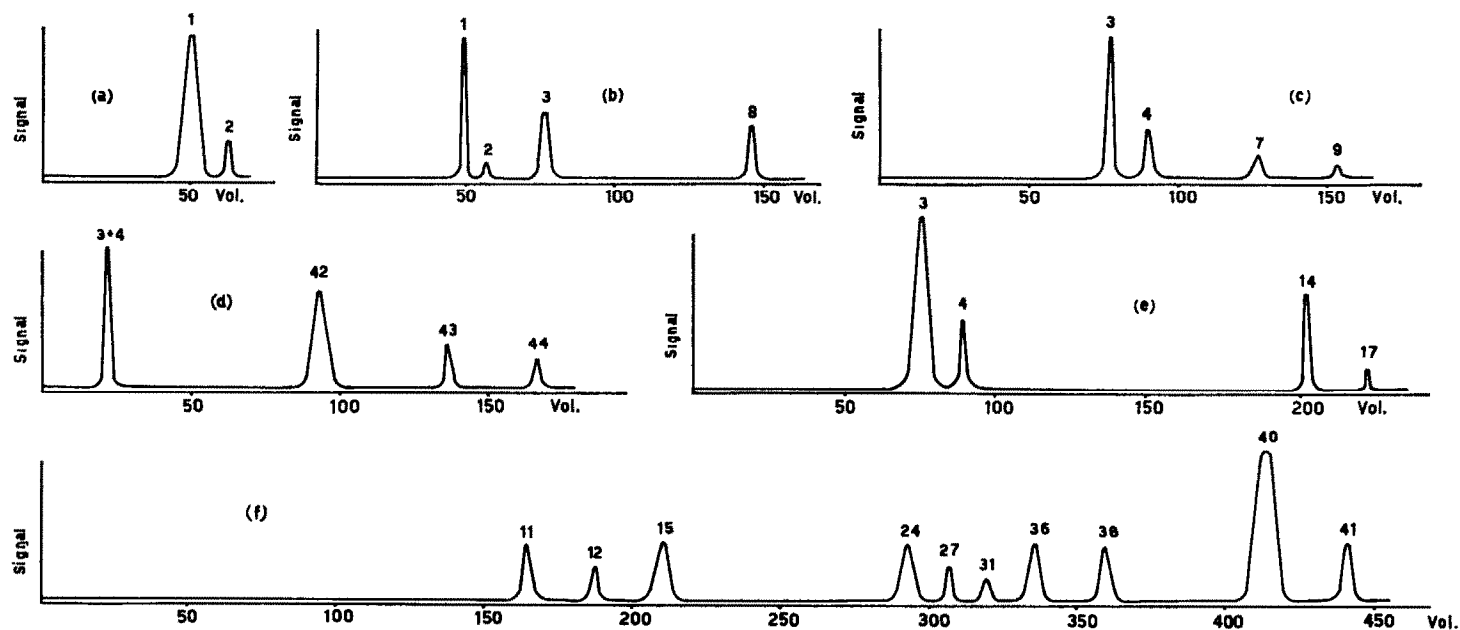 1
2
Signal
(a)
50 Vol.
1
2
3
8
Signal
(b)
50 100 150 Vol.
3
4
7
9
Signal
(c)
50 100 150 Vol.
3+4
42
43
44
Signal
(d)
50 100 150 Vol.
3
4
14
17
Signal
(e)
50 100 150 200 Vol.
11
12
15
24
27
31
36
38
40
41
Signal
(f)
50 100 150 200 250 300 350 400 450 Vol.